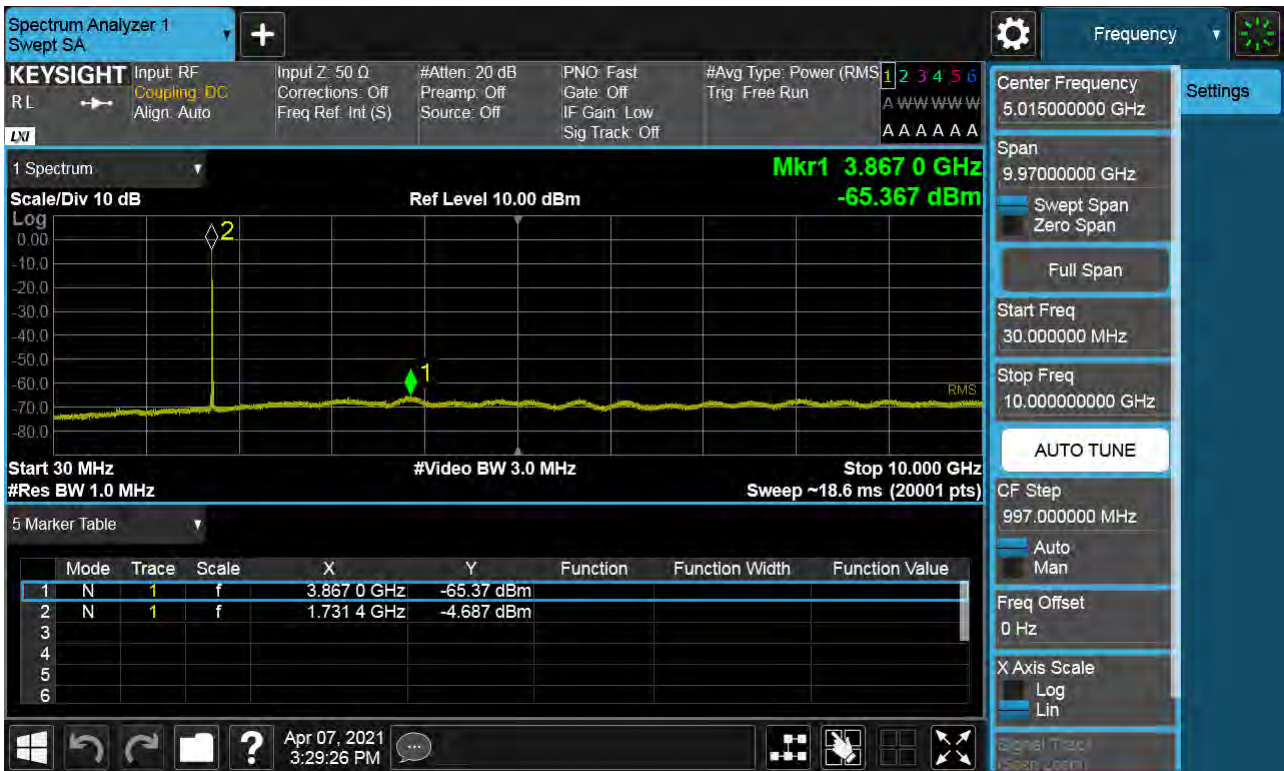 Spectrum Analyzer 1
Swept SA
+
Frequency
KEYSIGHT
R L
LXI
Input: RF
Coupling: DC
Align: Auto
Input Z: 50 Ω
Corrections: Off
Freq Ref: Int (S)
#Atten: 20 dB
Preamp: Off
Source: Off
PNO: Fast
Gate: Off
IF Gain: Low
Sig Track: Off
#Avg Type: Power (RMS
Trig: Free Run
1 2 3 4 5 6
A W W W W W
A A A A A A
1 Spectrum
Mkr1 3.867 0 GHz
Scale/Div 10 dB
Ref Level 10.00 dBm
-65.367 dBm
Log
0.00
-10.0
-20.0
-30.0
-40.0
-50.0
-60.0
-70.0
-80.0
2
1
RMS
Start 30 MHz
#Video BW 3.0 MHz
Stop 10.000 GHz
#Res BW 1.0 MHz
Sweep ~18.6 ms (20001 pts)
5 Marker Table
Mode Trace Scale X Y Function Function Width Function Value
1 N 1 f 3.867 0 GHz -65.37 dBm
2 N 1 f 1.731 4 GHz -4.687 dBm
3
4
5
6
?
Apr 07, 2021
3:29:26 PM
Center Frequency
5.015000000 GHz
Settings
Span
9.97000000 GHz
Swept Span
Zero Span
Full Span
Start Freq
30.000000 MHz
Stop Freq
10.000000000 GHz
AUTO TUNE
CF Step
997.000000 MHz
Auto
Man
Freq Offset
0 Hz
X Axis Scale
Log
Lin
Signal Track
(Span Zoom)